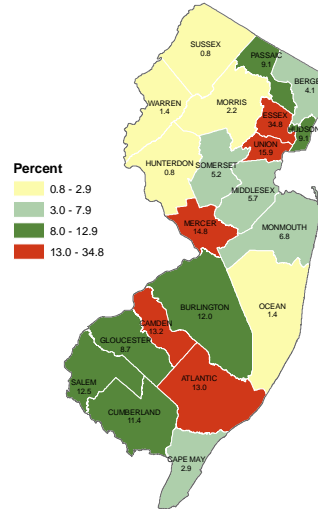 SUSSEX
0.8
PASSAIC
9.1
BERGE
4.1
WARREN
1.4
MORRIS
2.2
ESSEX
34.8
HUDSON
9.1
UNION
15.9
HUNTERDON
0.8
SOMERSET
5.2
MIDDLESEX
5.7
Percent
0.8 - 2.9
3.0 - 7.9
8.0 - 12.9
13.0 - 34.8
MERCER
14.8
MONMOUTH
6.8
BURLINGTON
12.0
OCEAN
1.4
CAMDEN
13.2
GLOUCESTER
8.7
SALEM
12.5
ATLANTIC
13.0
CUMBERLAND
11.4
CAPE MAY
2.9